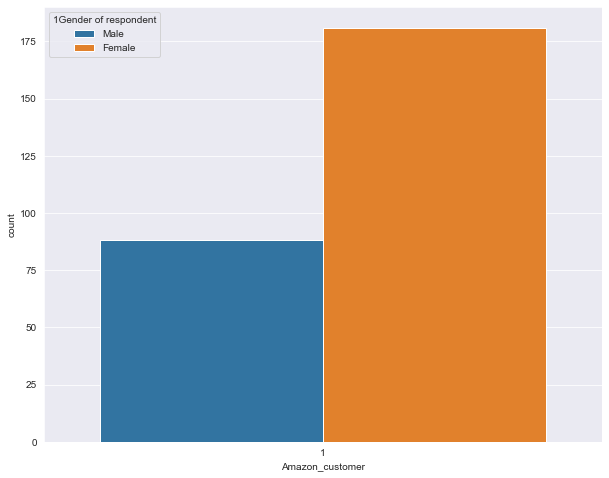 1Gender of respondent
Male
Female
175
150
125
100
75
50
25
0
count
1
Amazon_customer